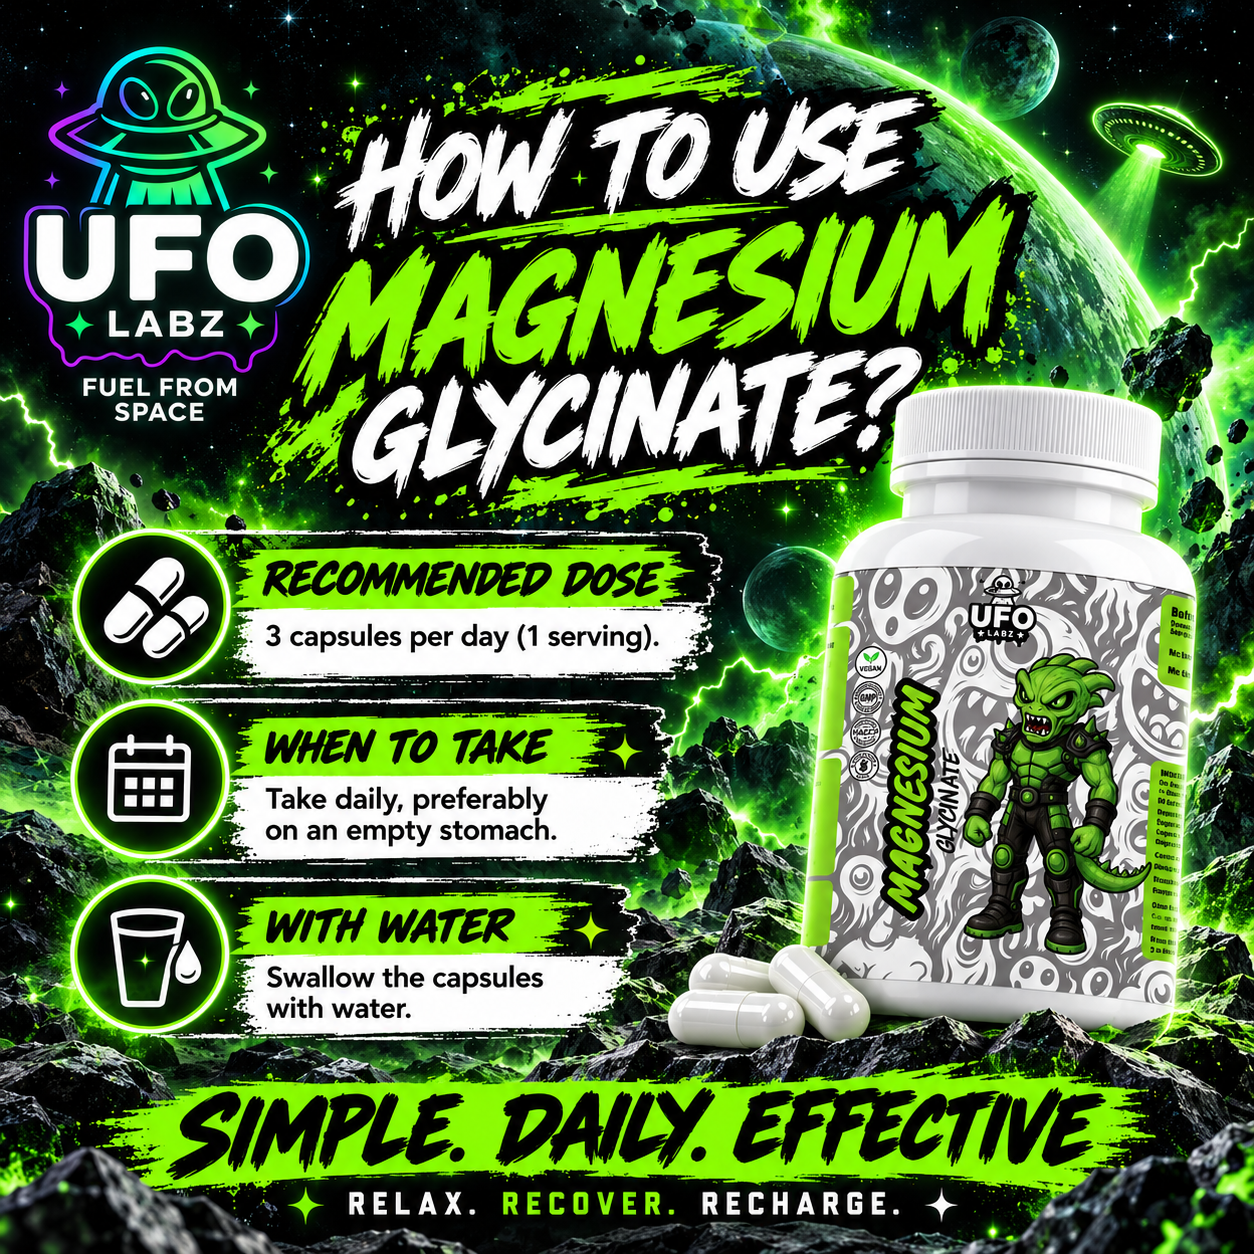 UFO
LABZ
FUEL FROM
SPACE
HOW TO USE
MAGNESIUM
GLYCINATE?
RECOMMENDED DOSE
3 capsules per day (1 serving).
WHEN TO TAKE
Take daily, preferably
on an empty stomach.
WITH WATER
Swallow the capsules
with water.
UFO
LABZ
VEGAN
GMP
HACCP
MAGNESIUM
GLYCINATE
SIMPLE. DAILY. EFFECTIVE
RELAX. RECOVER. RECHARGE.